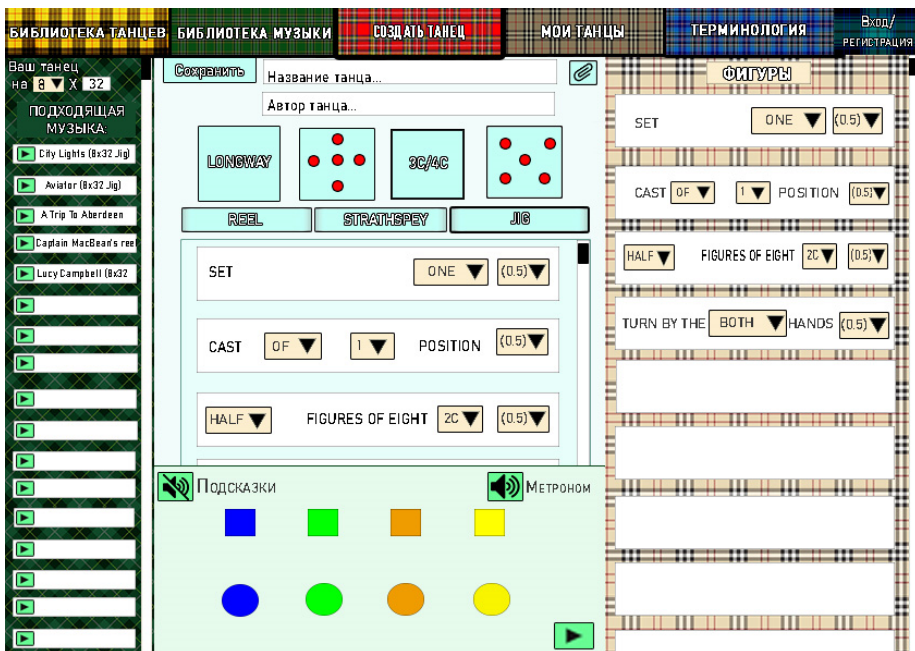 БИБЛИОТЕКА ТАНЦЕВ
БИБЛИОТЕКА МУЗЫКИ
СОЗДАТЬ ТАНЕЦ
МОИ ТАНЦЫ
ТЕРМИНОЛОГИЯ
Вход/
РЕГИСТРАЦИЯ
Ваш танец
на 8 X 32
ПОДХОДЯЩАЯ
МУЗЫКА:
City Lights (8x32 Jig)
Aviator (8x32 Jig)
A Trip To Aberdeen
Captain MacBean's reel
Lucy Campbell (8x32
Сохранить
Название танца...
Автор танца...
LONGWAY
3C/4C
REEL
STRATHSPEY
JIG
SET ONE (0.5)
CAST OF 1 POSITION (0.5)
HALF FIGURES OF EIGHT 2C (0.5)
Подсказки
Метроном
ФИГУРЫ
SET ONE (0.5)
CAST OF 1 POSITION (0.5)
HALF FIGURES OF EIGHT 2C (0.5)
TURN BY THE BOTH HANDS (0.5)